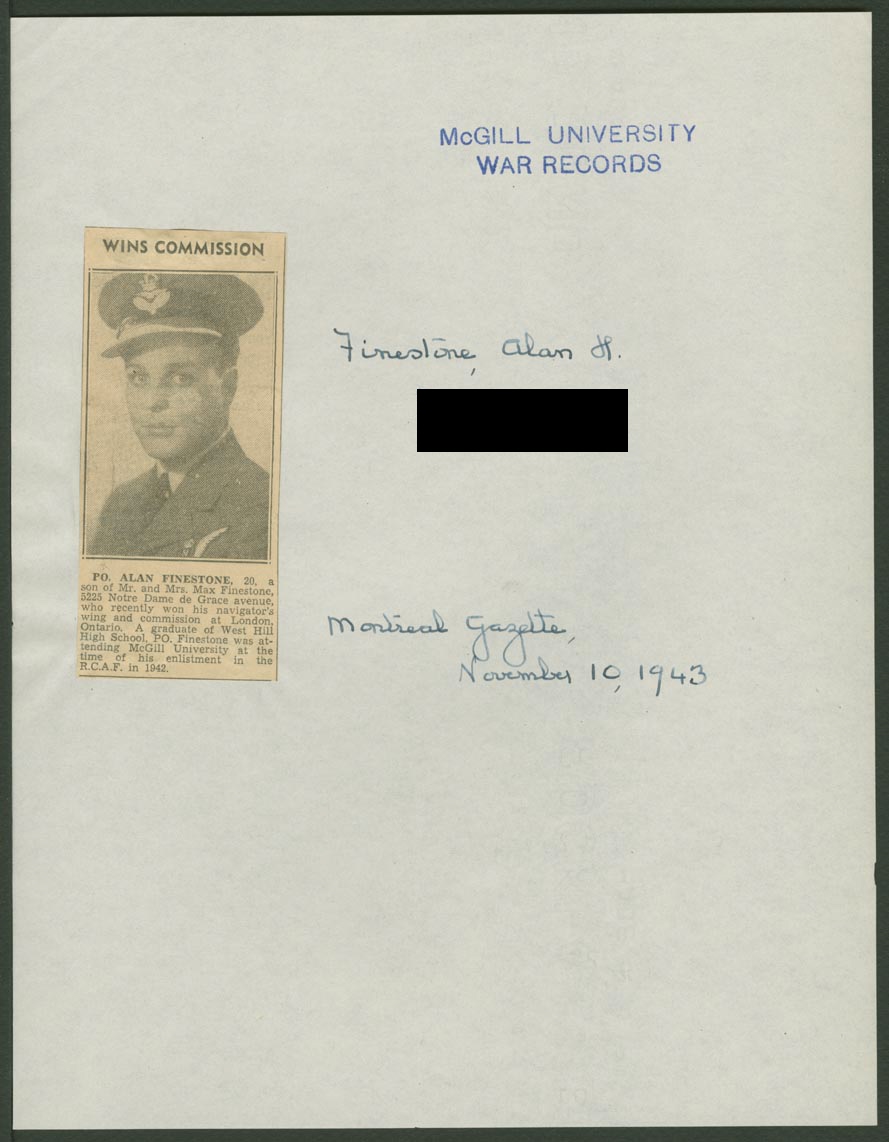 McGILL UNIVERSITY
WAR RECORDS
WINS COMMISSION
Finestone, Alan H.
PO. ALAN FINESTONE, 20, a
son of Mr. and Mrs. Max Finestone,
5225 Notre Dame de Grace avenue,
who recently won his navigator's
wing and commission at London,
Ontario. A graduate of West Hill
High School, PO. Finestone was at-
tending McGill University at the
time of his enlistment in the
R.C.A.F. in 1942.
Montreal Gazette,
November 10, 1943